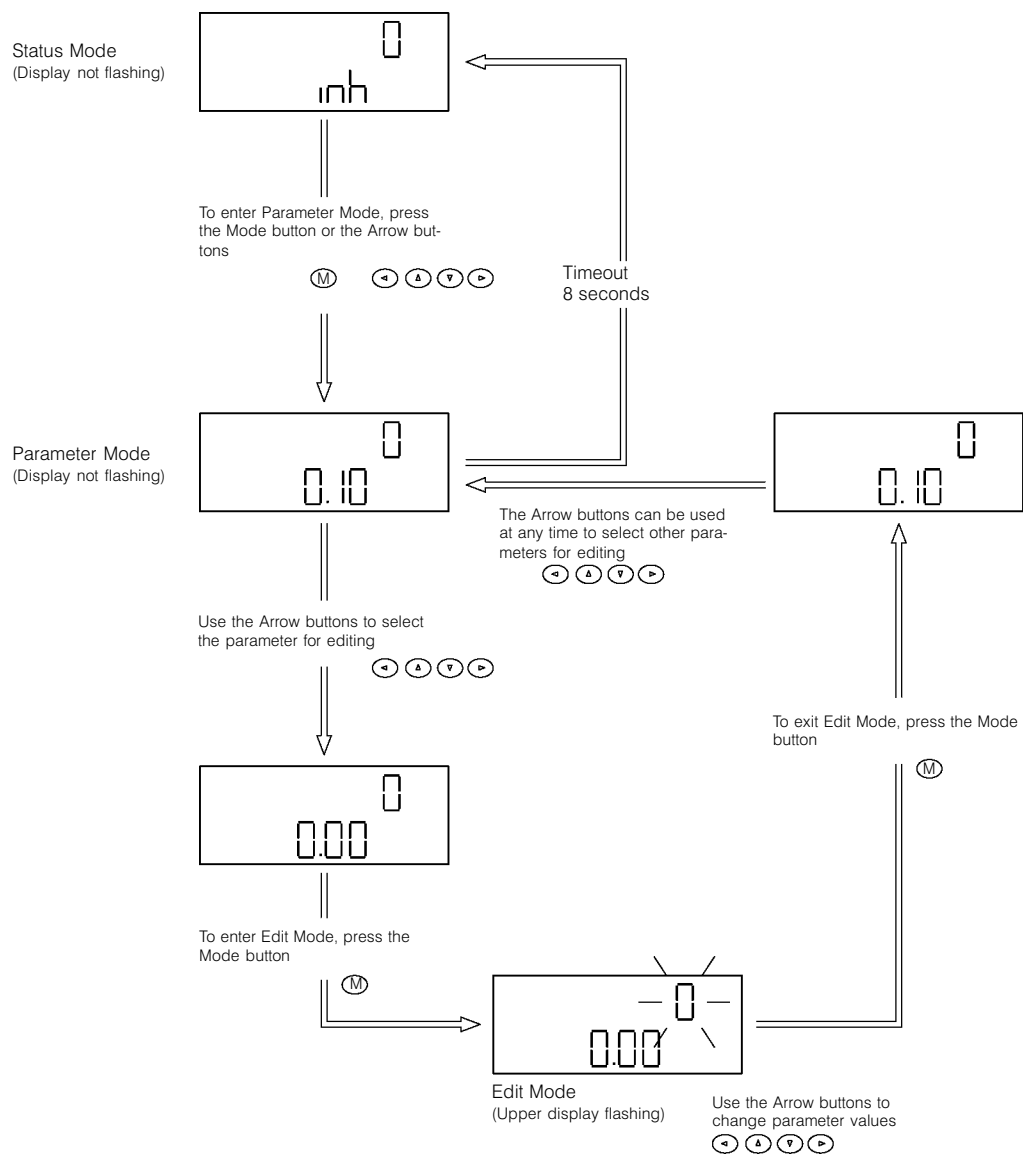 0
Status Mode
(Display not flashing)
inh
To enter Parameter Mode, press
the Mode button or the Arrow but-
tons
M
Timeout
8 seconds
0
Parameter Mode
(Display not flashing)
0.10
0
0.10
The Arrow buttons can be used
at any time to select other para-
meters for editing
Use the Arrow buttons to select
the parameter for editing
To exit Edit Mode, press the Mode
button
M
0
0.00
To enter Edit Mode, press the
Mode button
M
0
0.00
Edit Mode
(Upper display flashing)
Use the Arrow buttons to
change parameter values